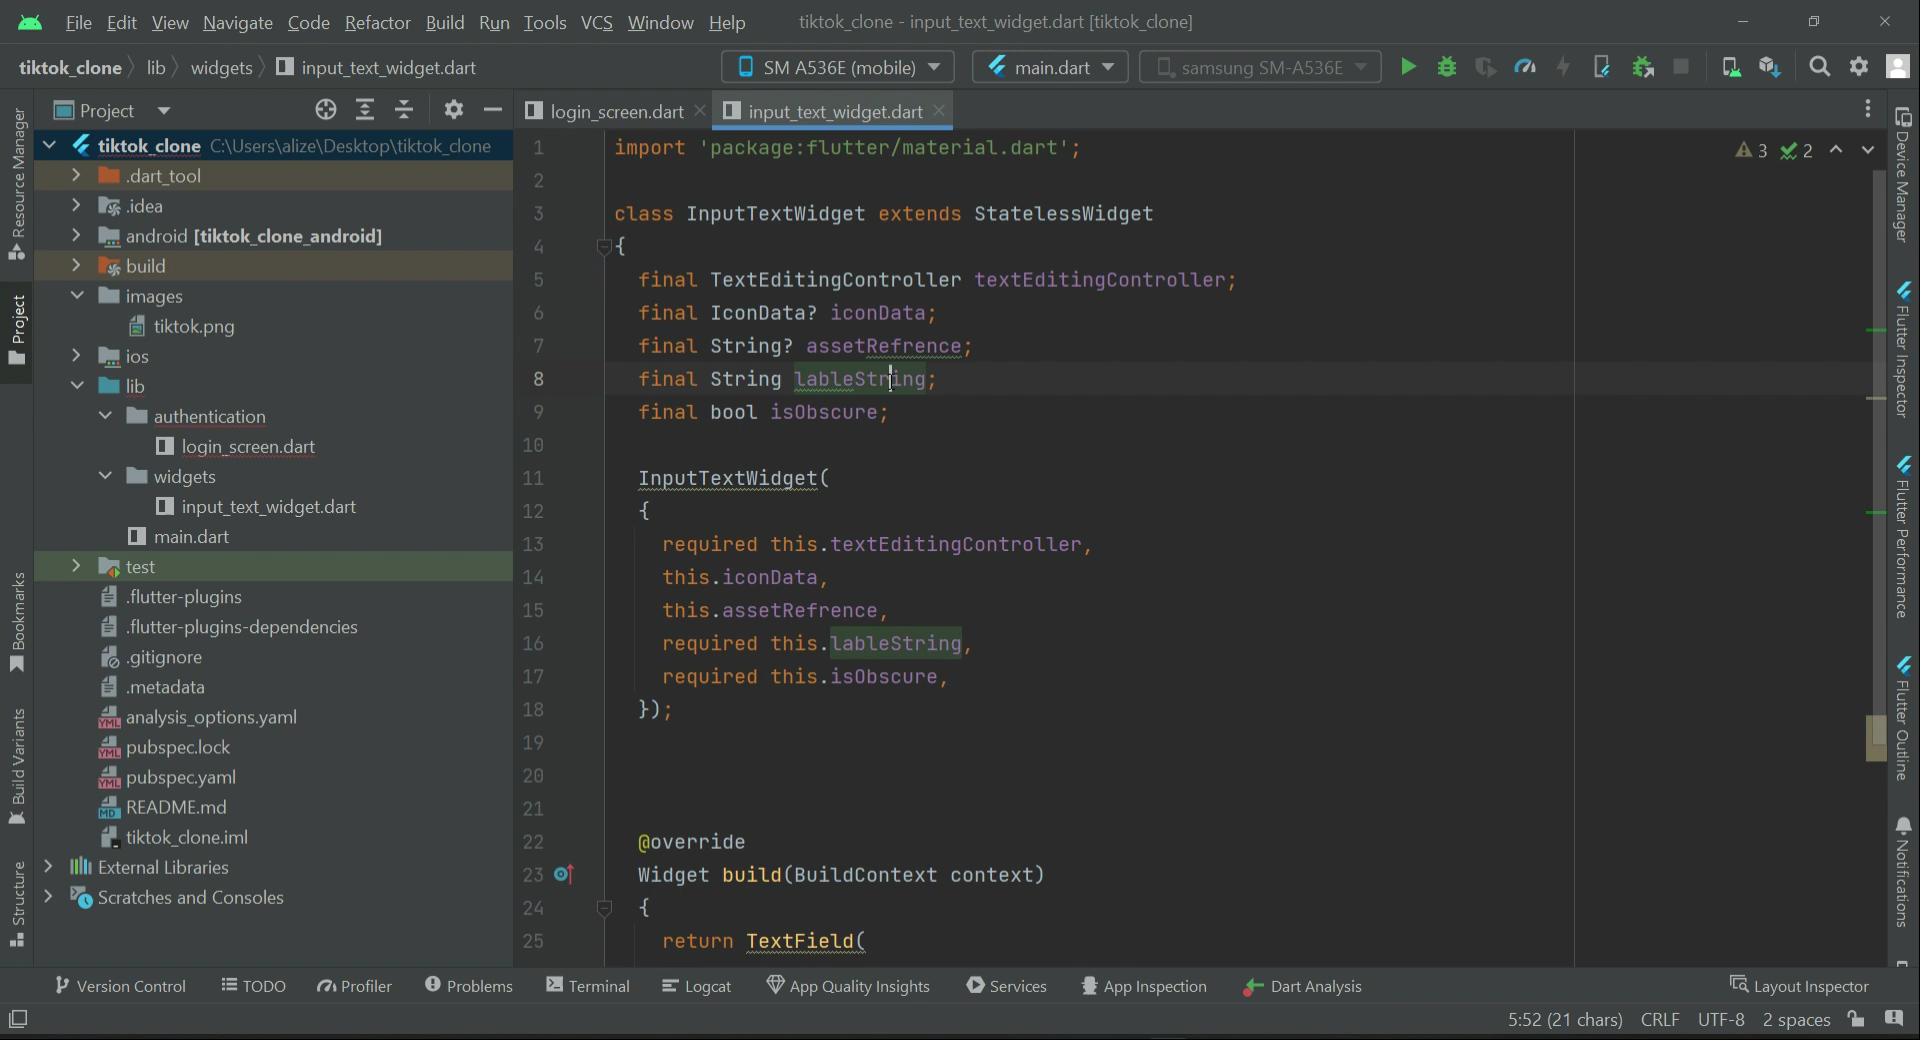 File Edit View Navigate Code Refactor Build Run Tools VCS Window Help tiktok_clone - input_text_widget.dart [tiktok_clone]
tiktok_clone lib widgets input_text_widget.dart SM A536E (mobile) main.dart samsung SM-A536E
Project login_screen.dart input_text_widget.dart
tiktok_clone C:\Users\alize\Desktop\tiktok_clone
.dart_tool
.idea
android [tiktok_clone_android]
build
images
tiktok.png
ios
lib
authentication
login_screen.dart
widgets
input_text_widget.dart
main.dart
test
.flutter-plugins
.flutter-plugins-dependencies
.gitignore
.metadata
analysis_options.yaml
pubspec.lock
pubspec.yaml
README.md
tiktok_clone.iml
External Libraries
Scratches and Consoles
Resource Manager
Project
Bookmarks
Build Variants
Structure
1 import 'package:flutter/material.dart';
2
3 class InputTextWidget extends StatelessWidget
4 {
5 final TextEditingController textEditingController;
6 final IconData? iconData;
7 final String? assetRefrence;
8 final String lableString;
9 final bool isObscure;
10
11 InputTextWidget(
12 {
13 required this.textEditingController,
14 this.iconData,
15 this.assetRefrence,
16 required this.lableString,
17 required this.isObscure,
18 });
19
20
21
22 @override
23 Widget build(BuildContext context)
24 {
25 return TextField(
3 2
Device Manager
Flutter Inspector
Flutter Performance
Flutter Outline
Notifications
Version Control TODO Profiler Problems Terminal Logcat App Quality Insights Services App Inspection Dart Analysis Layout Inspector
5:52 (21 chars) CRLF UTF-8 2 spaces